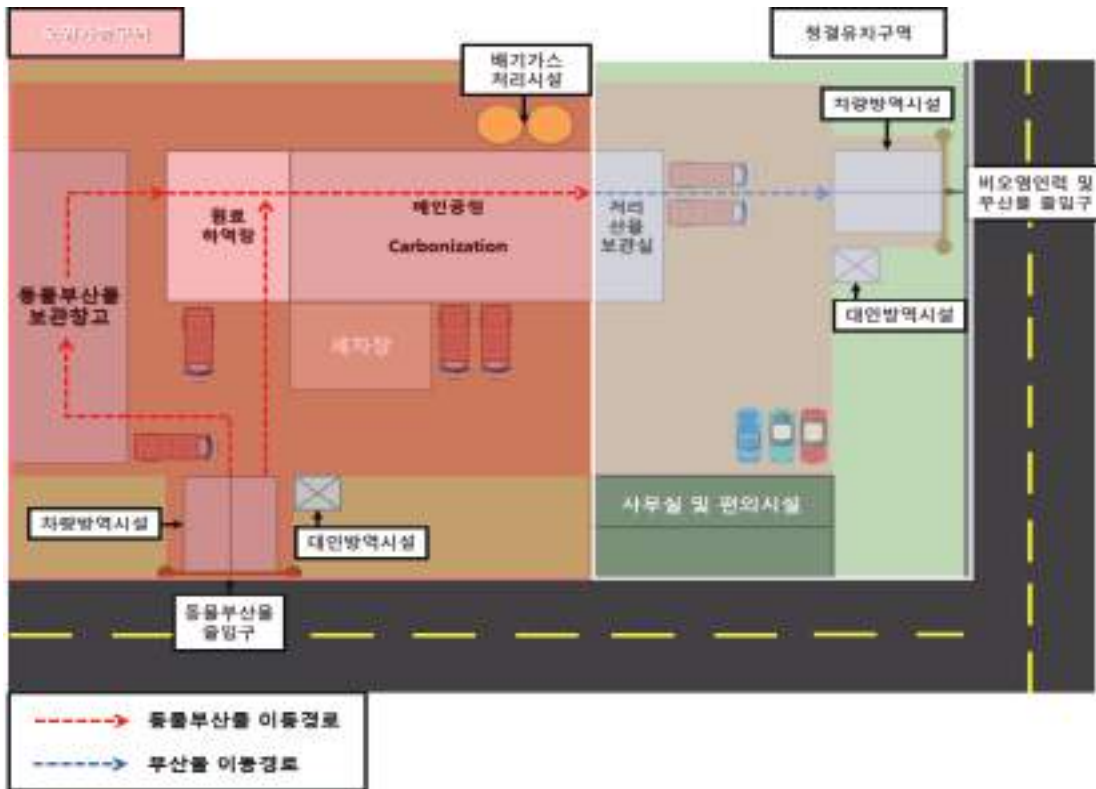 청결유지구역
배기가스
처리시설
차량방역시설
비오염인력 및
부산물 출입구
원료
하역장
메인공정
Carbonization
처리
산물
보관실
동물부산물
보관창고
세차장
대인방역시설
사무실 및 편의시설
차량방역시설
대인방역시설
동물부산물
출입구
동물부산물 이동경로
부산물 이동경로